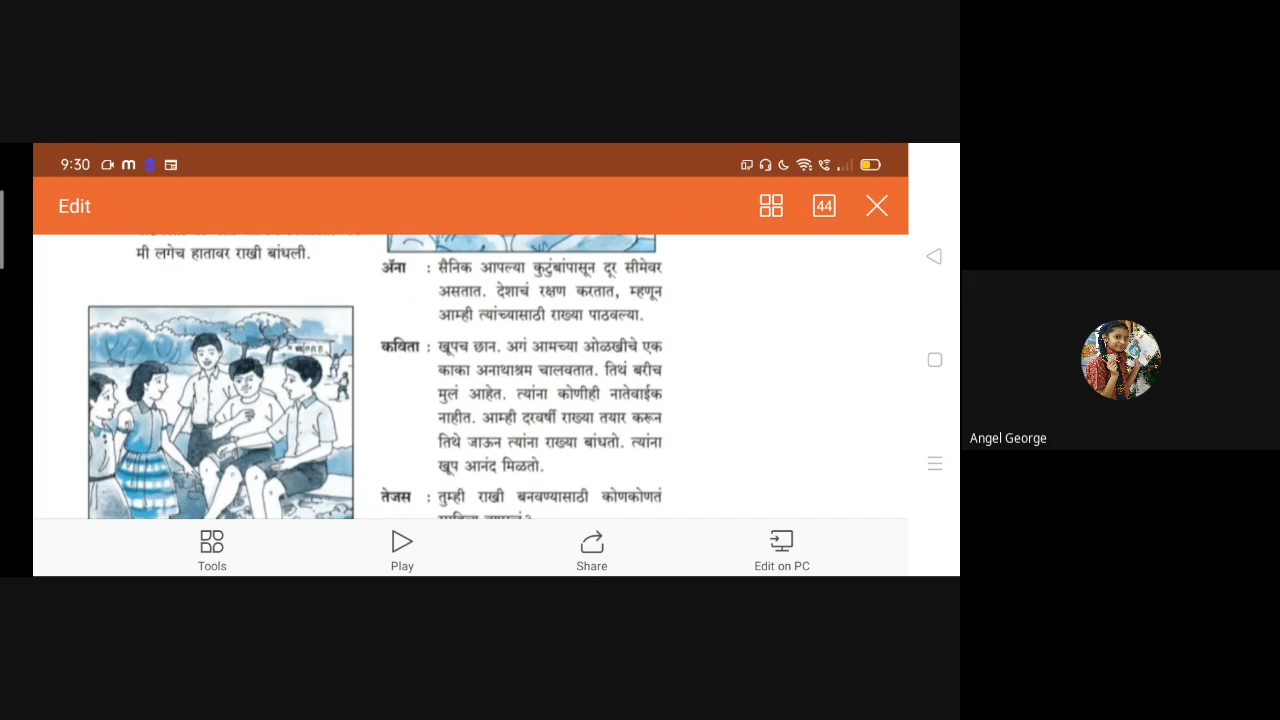 9:30
Edit
44
मी लगेच हातावर राखी बांधली.
ॲना : सैनिक आपल्या कुटुंबांपासून दूर सीमेवर
असतात. देशाचं रक्षण करतात, म्हणून
आम्ही त्यांच्यासाठी राख्या पाठवल्या.
कविता : खूपच छान. अगं आमच्या ओळखीचे एक
काका अनाथाश्रम चालवतात. तिथं बरीच
मुलं आहेत. त्यांना कोणीही नातेवाईक
नाहीत. आम्ही दरवर्षी राख्या तयार करून
तिथे जाऊन त्यांना राख्या बांधतो. त्यांना
खूप आनंद मिळतो.
तेजस : तुम्ही राखी बनवण्यासाठी कोणकोणतं
Tools
Play
Share
Edit on PC
Angel George